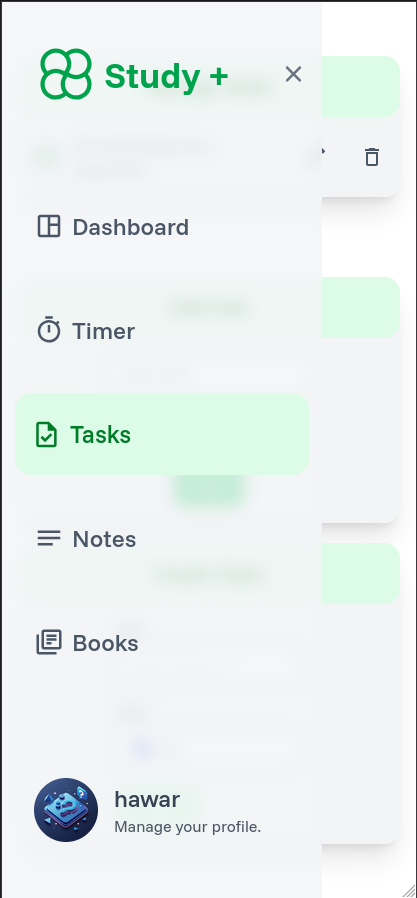 Study +
Dashboard
Timer
Tasks
Notes
Books
hawar
Manage your profile.